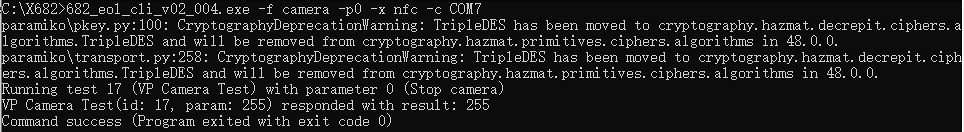 C:\X682>682_eol_cli_v02_004.exe -f camera -p0 -x nfc -c COM7
paramiko\pkey.py:100: CryptographyDeprecationWarning: TripleDES has been moved to cryptography.hazmat.decrepit.ciphers.a
lgorithms.TripleDES and will be removed from cryptography.hazmat.primitives.ciphers.algorithms in 48.0.0.
paramiko\transport.py:258: CryptographyDeprecationWarning: TripleDES has been moved to cryptography.hazmat.decrepit.ciph
ers.algorithms.TripleDES and will be removed from cryptography.hazmat.primitives.ciphers.algorithms in 48.0.0.
Running test 17 (VP Camera Test) with parameter 0 (Stop camera)
VP Camera Test(id: 17, param: 255) responded with result: 255
Command success (Program exited with exit code 0)